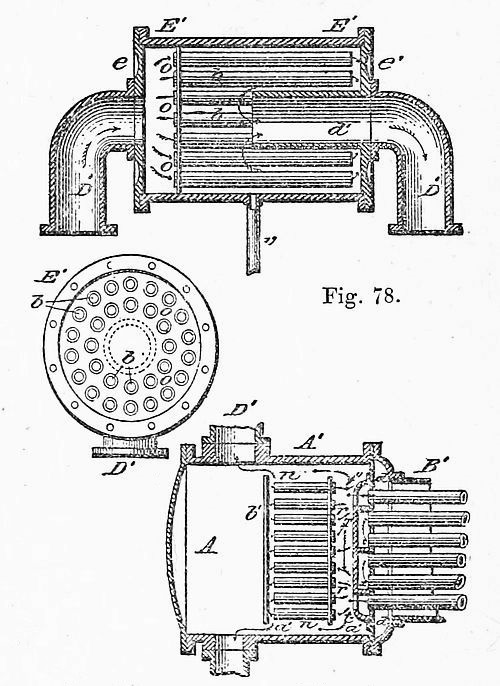 E' E'
e e'
b
b
d'
D' D'
E'
b
Fig. 78.
b
D'
D' A' B'
n
b'
A
a' n a'